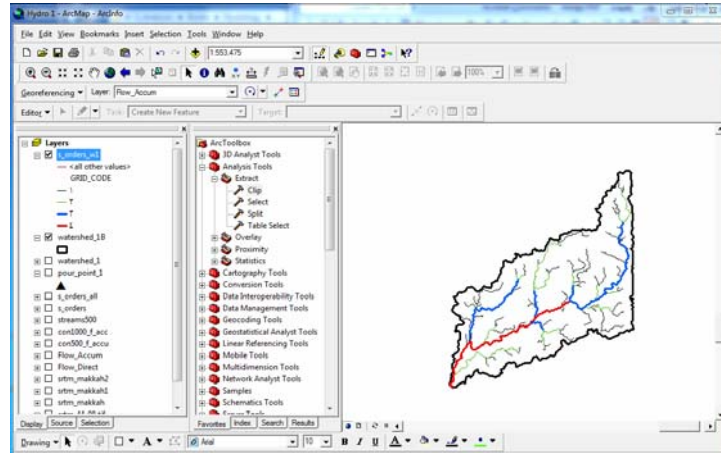 Hydro 1 - ArcMap - ArcInfo
File Edit View Bookmarks Insert Selection Tools Window Help
1:553,475
100%
Georeferencing Layer: Flow_Accum
Editor Task: Create New Feature Target:
Layers
s_orders_w1
<all other values>
GRID_CODE
watershed_1B
watershed_1
pour_point_1
s_orders_all
s_orders
streams500
con1000_f_acc
con500_f_accu
Flow_Accum
Flow_Direct
srtm_makkah2
srtm_makkah1
srtm_makkah
Display Source Selection
ArcToolbox
3D Analyst Tools
Analysis Tools
Extract
Clip
Select
Split
Table Select
Overlay
Proximity
Statistics
Cartography Tools
Conversion Tools
Data Interoperability Tools
Data Management Tools
Geocoding Tools
Geostatistical Analyst Tools
Linear Referencing Tools
Mobile Tools
Multidimension Tools
Network Analyst Tools
Samples
Schematics Tools
Server Tools
Favorites Index Search Results
Drawing A Arial 10 B I U A